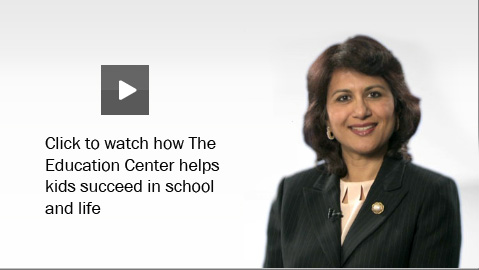 Click to watch how The
Education Center helps
kids succeed in school
and life